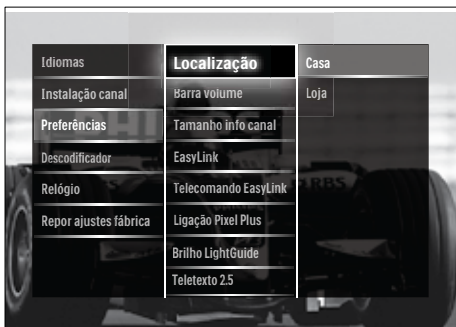 Idiomas
Instalação canal
Preferências
Descodificador
Relógio
Repor ajustes fábrica
Localização
Barra volume
Tamanho info canal
EasyLink
Telecomando EasyLink
Ligação Pixel Plus
Brilho LightGuide
Teletexto 2.5
Casa
Loja
RBS